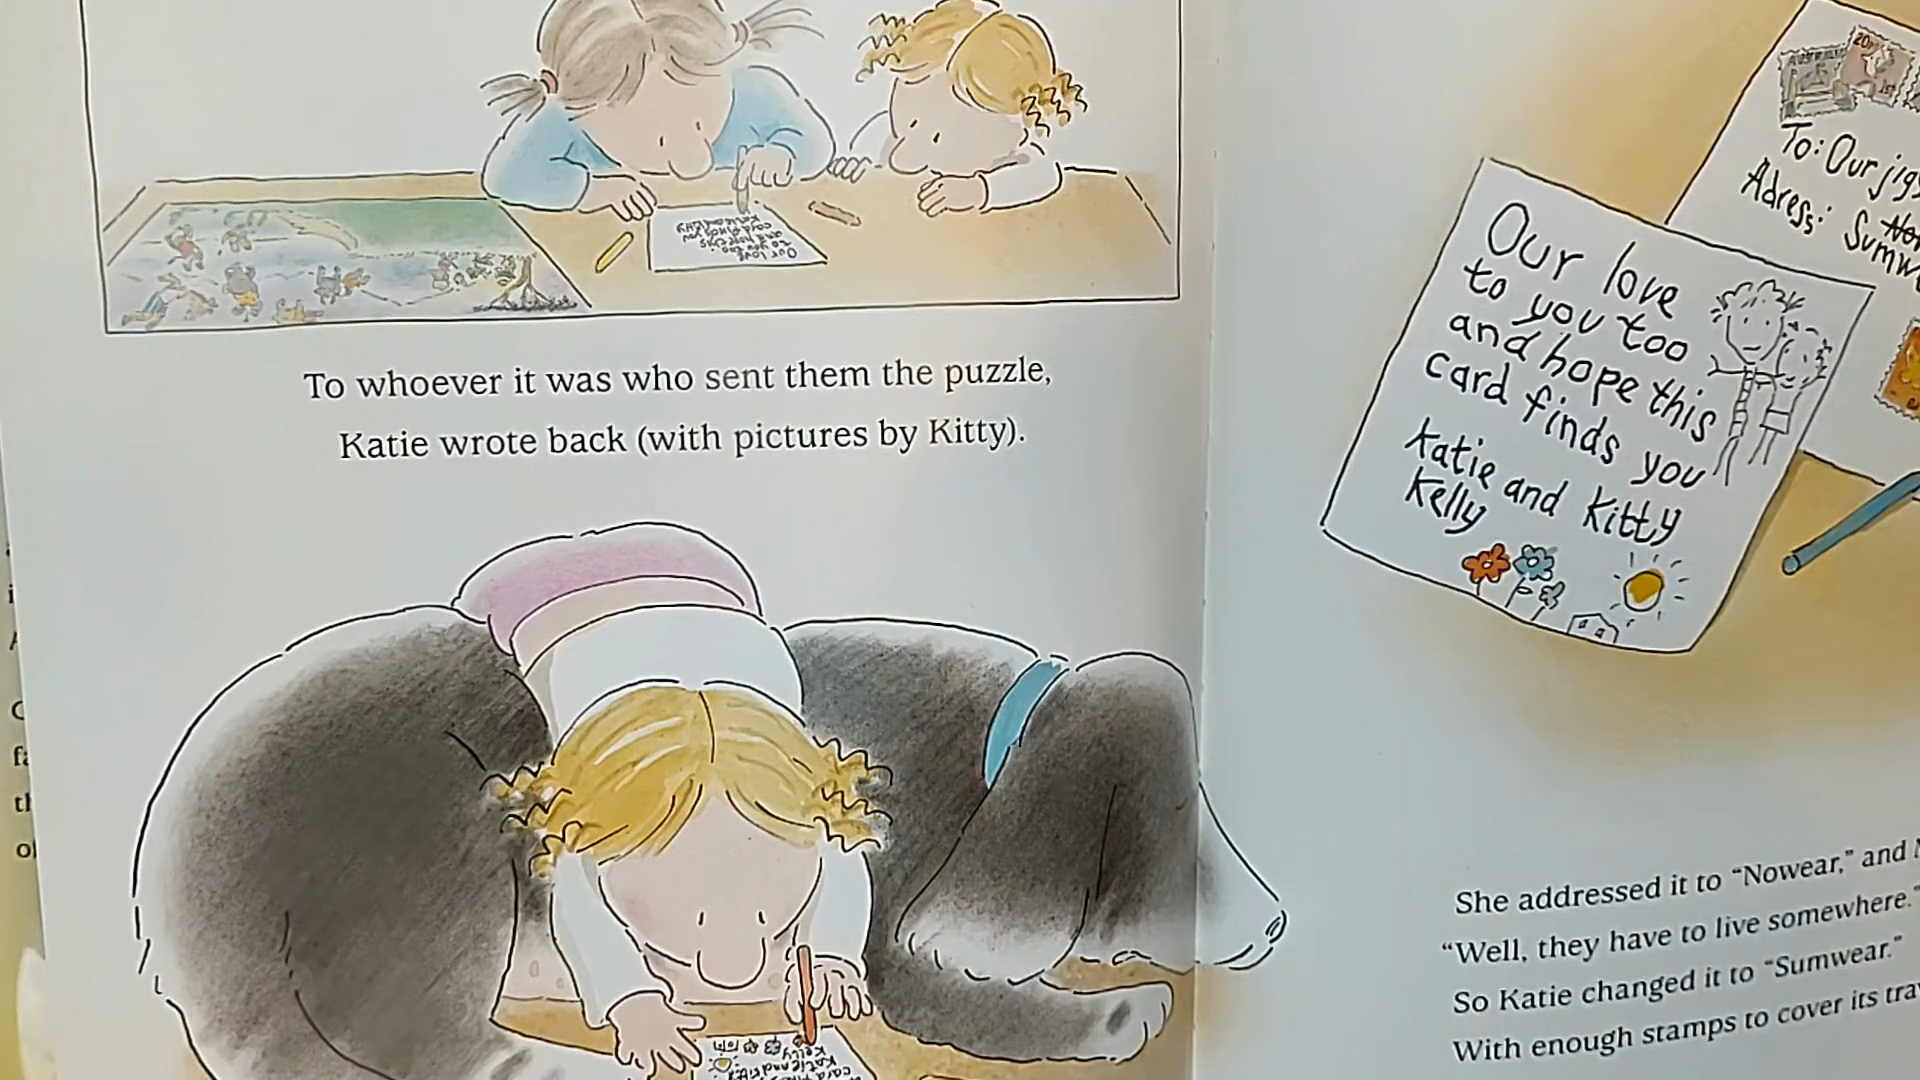 To whoever it was who sent them the puzzle,
Katie wrote back (with pictures by Kitty).
To: Our
Adress:
20p
1st
Our love
to you too
and hope this
card finds you
Katie and Kitty
Kelly
She addressed it to "Nowear," and
"Well, they have to live somewhere."
So Katie changed it to "Sumwear."
With enough stamps to cover its